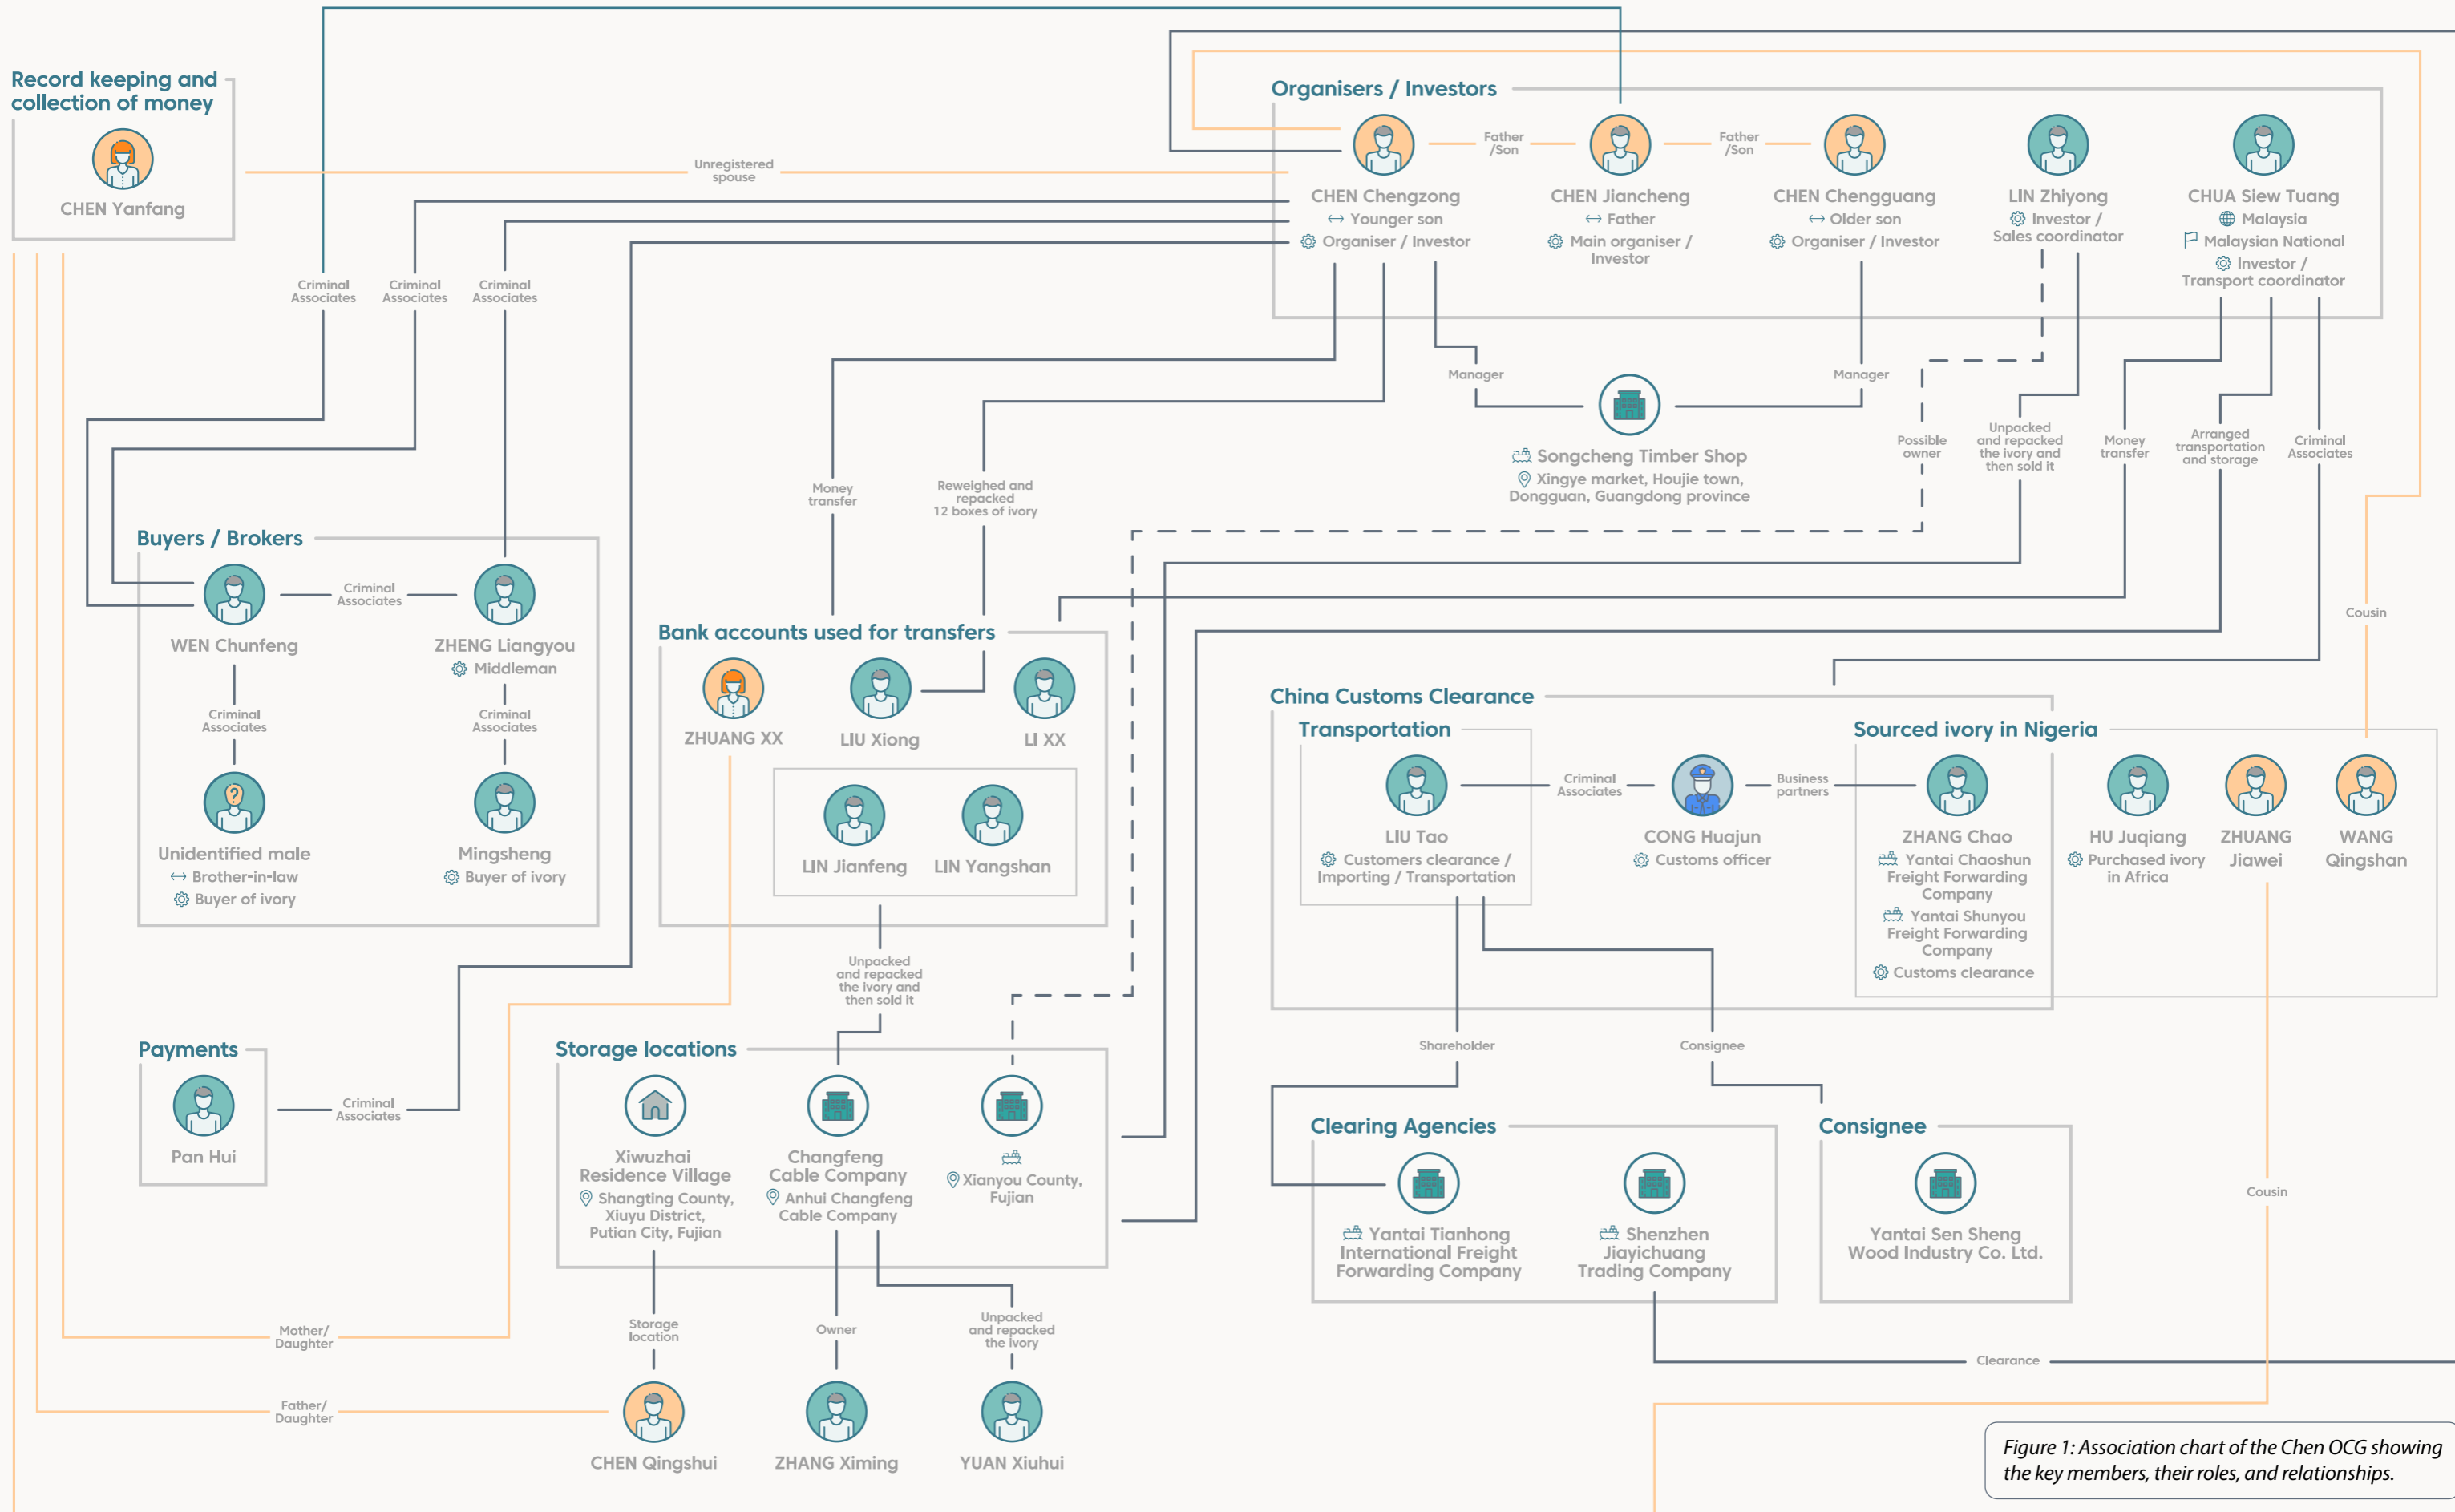 Record keeping and
collection of money
CHEN Yanfang
Unregistered
spouse
Organisers / Investors
CHEN Chengzong
Younger son
Organiser / Investor
Father
/Son
CHEN Jiancheng
Father
Main organiser /
Investor
Father
/Son
CHEN Chengguang
Older son
Organiser / Investor
LIN Zhiyong
Investor /
Sales coordinator
CHUA Siew Tuang
Malaysia
Malaysian National
Investor /
Transport coordinator
Criminal
Associates
Criminal
Associates
Criminal
Associates
Manager
Manager
Songcheng Timber Shop
Xingye market, Houjie town,
Dongguan, Guangdong province
Money
transfer
Reweighed and
repacked
12 boxes of ivory
Possible
owner
Unpacked
and repacked
the ivory and
then sold it
Money
transfer
Arranged
transportation
and storage
Criminal
Associates
Cousin
Buyers / Brokers
WEN Chunfeng
Criminal
Associates
ZHENG Liangyou
Middleman
Criminal
Associates
Criminal
Associates
Unidentified male
Brother-in-law
Buyer of ivory
Mingsheng
Buyer of ivory
Bank accounts used for transfers
ZHUANG XX
LIU Xiong
LI XX
LIN Jianfeng
LIN Yangshan
Unpacked
and repacked
the ivory and
then sold it
China Customs Clearance
Transportation
LIU Tao
Customers clearance /
Importing / Transportation
Criminal
Associates
CONG Huajun
Customs officer
Business
partners
Sourced ivory in Nigeria
ZHANG Chao
Yantai Chaoshun
Freight Forwarding
Company
Yantai Shunyou
Freight Forwarding
Company
Customs clearance
HU Juqiang
Purchased ivory
in Africa
ZHUANG
Jiawei
WANG
Qingshan
Payments
Pan Hui
Criminal
Associates
Storage locations
Xiwuzhai
Residence Village
Shangting County,
Xiuyu District,
Putian City, Fujian
Changfeng
Cable Company
Anhui Changfeng
Cable Company
Xianyou County,
Fujian
Shareholder
Consignee
Clearing Agencies
Yantai Tianhong
International Freight
Forwarding Company
Shenzhen
Jiayichuang
Trading Company
Consignee
Yantai Sen Sheng
Wood Industry Co. Ltd.
Cousin
Mother/
Daughter
Storage
location
Owner
Unpacked
and repacked
the ivory
Clearance
Father/
Daughter
CHEN Qingshui
ZHANG Ximing
YUAN Xiuhui
Figure 1: Association chart of the Chen OCG showing
the key members, their roles, and relationships.